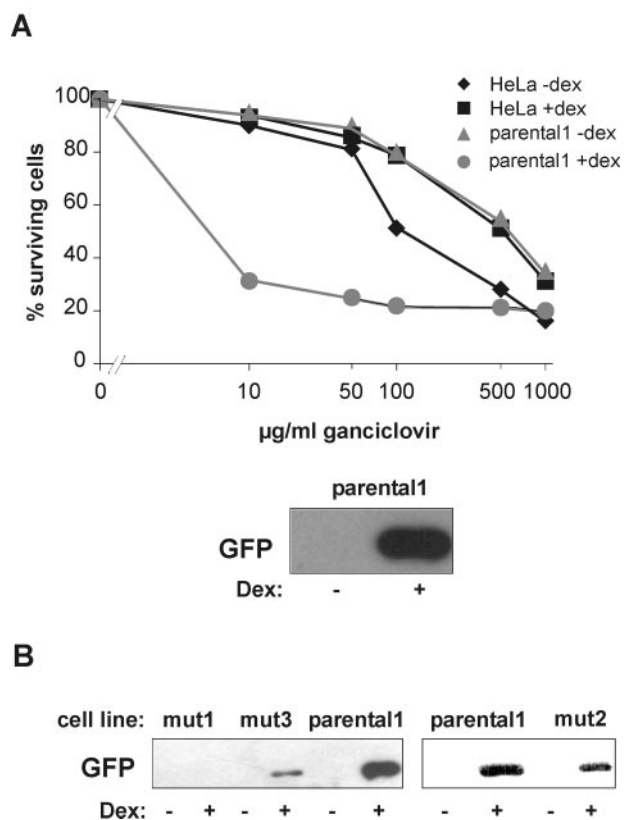 A
HeLa -dex
HeLa +dex
parental1 -dex
parental1 +dex
% surviving cells
100
80
60
40
20
0
0 10 50 100 500 1000
µg/ml ganciclovir
parental1
GFP
Dex: - +
B
cell line: mut1 mut3 parental1 parental1 mut2
GFP
Dex: - + - + - + - + - +